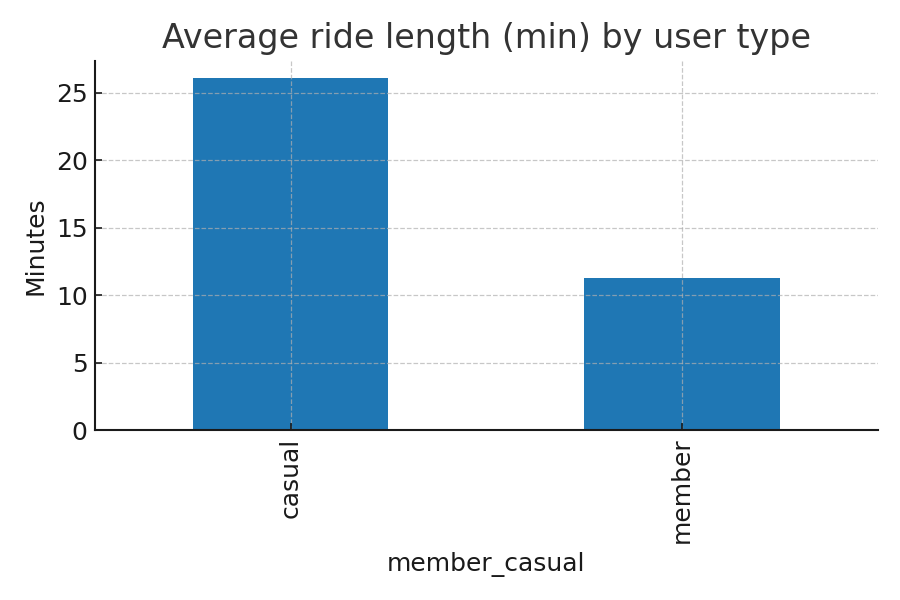 Average ride length (min) by user type
Minutes
25
20
15
10
5
0
casual
member
member_casual